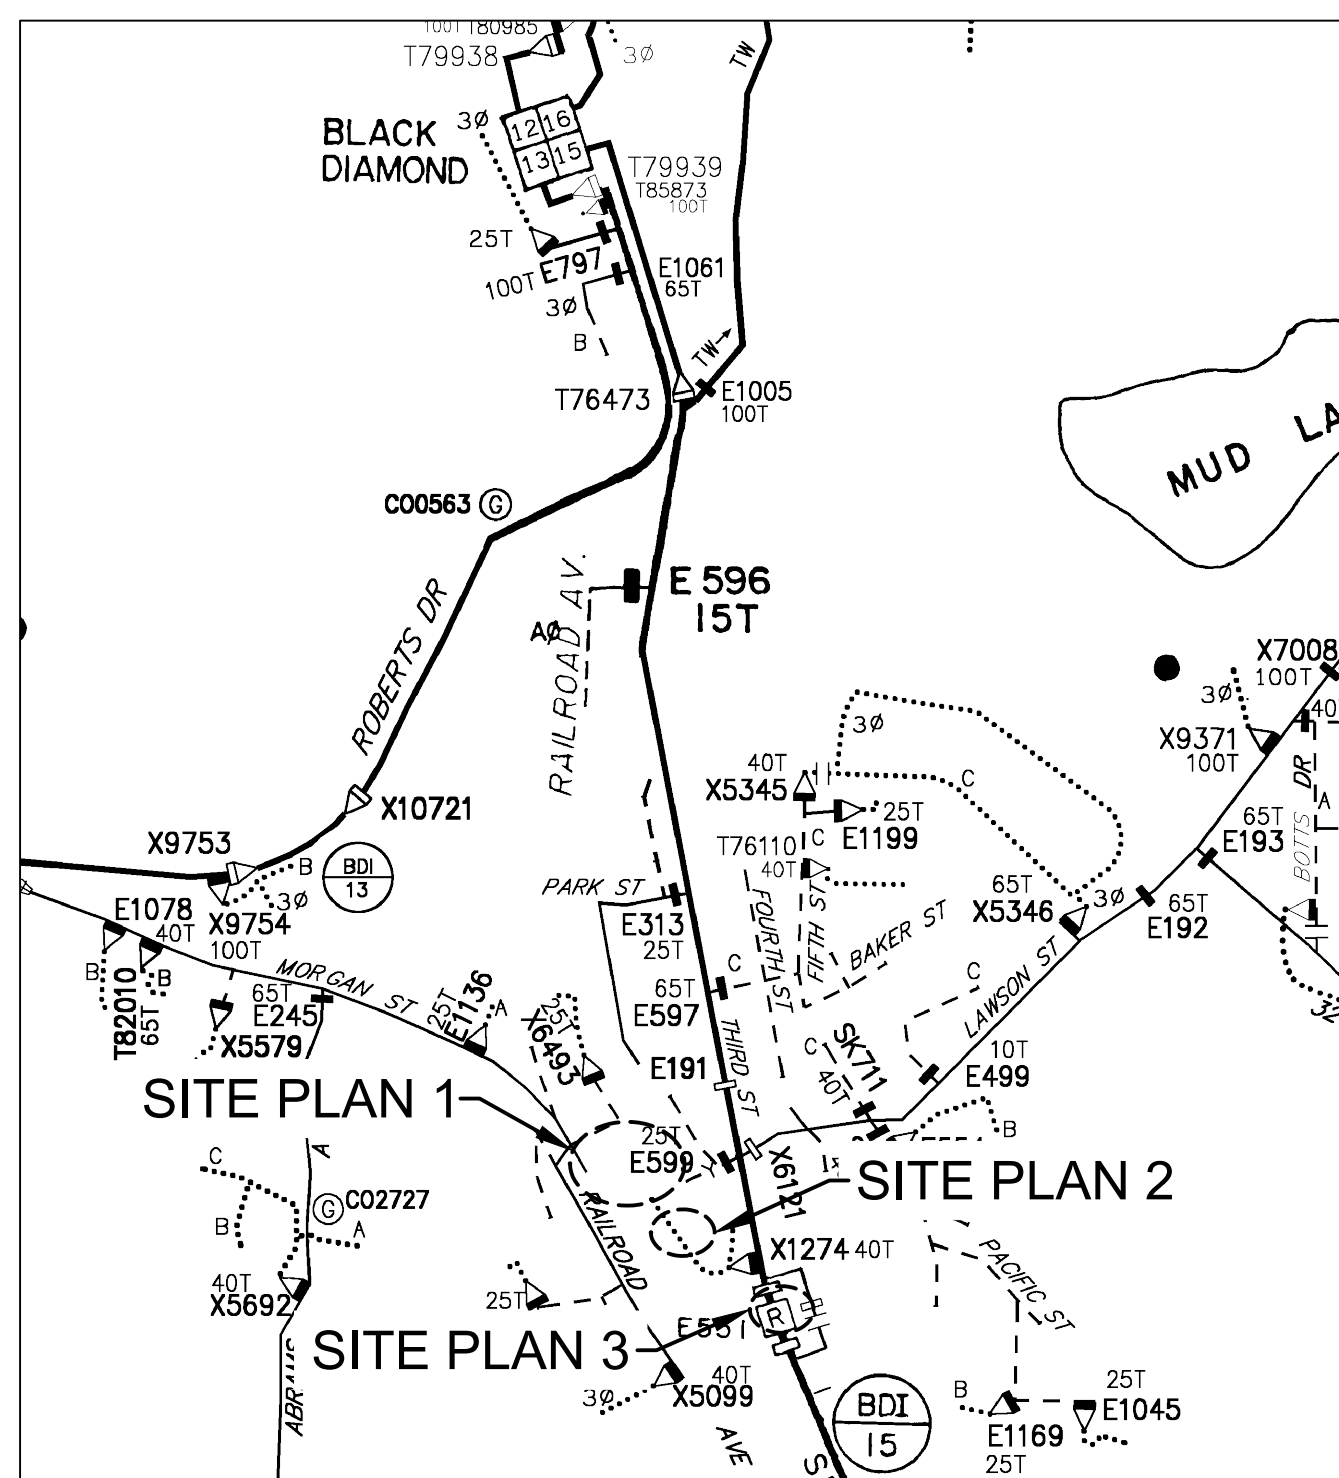 100T T80985
T79938
3Ø
TW
BLACK
DIAMOND
3Ø
12 16
13 15
T79939
T85873
100T
25T
E797
100T
E1061
65T
3Ø
B
TW
T76473
E1005
100T
MUD LA
C00563 G
E 596
15T
AØ
RAILROAD AV.
ROBERTS DR
X7008
100T
3Ø
40
X9371
100T
BOTTS DR
A
3Ø
40T
X5345
C
25T
E1199
C
T76110
40T
X10721
X9753
B
BDI
13
3Ø
65T
E193
PARK ST
E313
25T
FOURTH ST
FIFTH ST
BAKER ST
65T
X5346
3Ø
65T
E192
E1078
40T
X9754
100T
B
B
T82010
65T
MORGAN ST
65T
E245
X5579
25T
E1136
A
25T
X6493
C
65T
E597
C
LAWSON ST
32
E191
THIRD ST
C
SK711
40T
10T
E499
B
SITE PLAN 1
25T
E599
X6121
SITE PLAN 2
C
A
G C02727
B
A
RAILROAD
X1274 40T
40T
X5692
25T
PACIFIC ST
SITE PLAN 3
E551
R
40T
X5099
3Ø
AVE
BDI
15
B
E1169
25T
25T
E1045